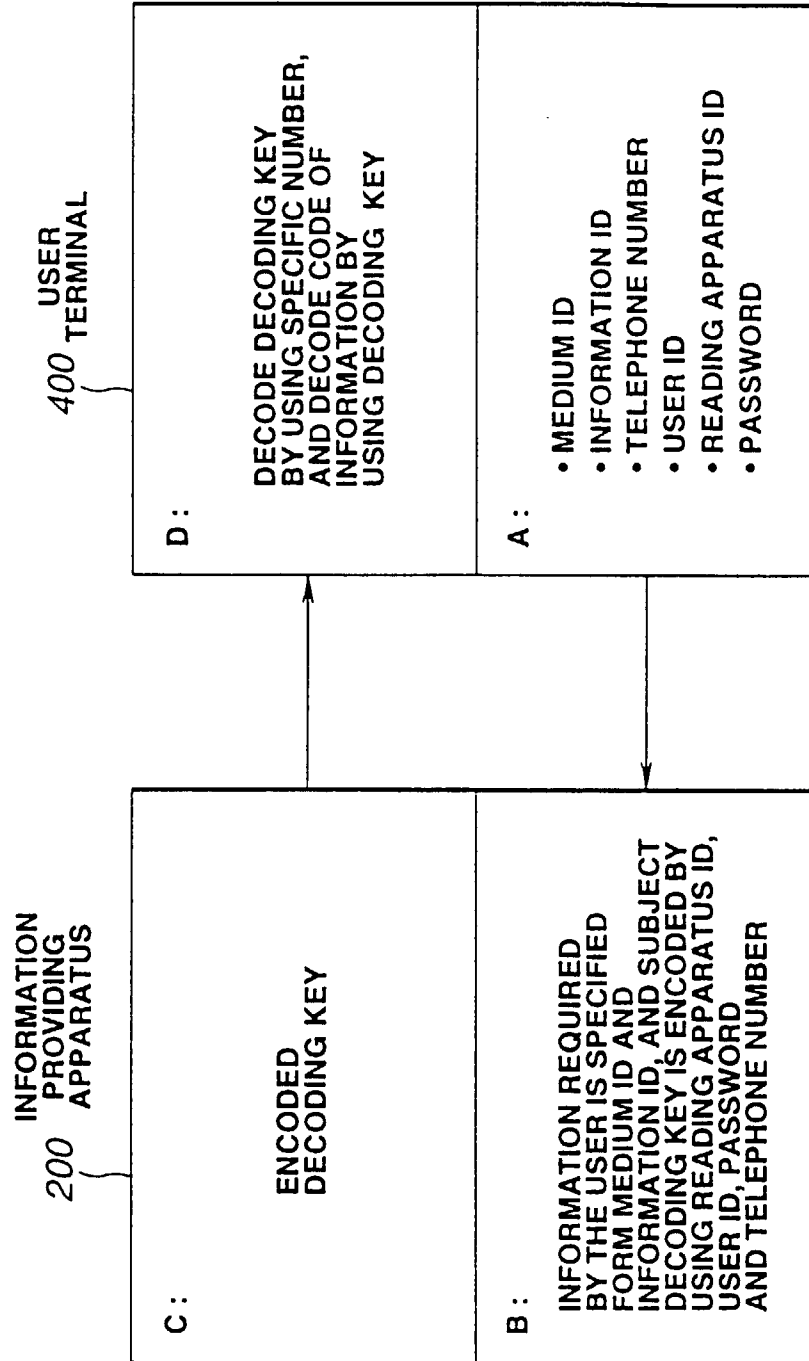 INFORMATION
PROVIDING
200 APPARATUS
C :
ENCODED
DECODING KEY
B :
INFORMATION REQUIRED
BY THE USER IS SPECIFIED
FORM MEDIUM ID AND
INFORMATION ID, AND SUBJECT
DECODING KEY IS ENCODED BY
USING READING APPARATUS ID,
USER ID, PASSWORD
AND TELEPHONE NUMBER
USER
400 TERMINAL
D :
DECODE DECODING KEY
BY USING SPECIFIC NUMBER,
AND DECODE CODE OF
INFORMATION BY
USING DECODING KEY
A :
• MEDIUM ID
• INFORMATION ID
• TELEPHONE NUMBER
• USER ID
• READING APPARATUS ID
• PASSWORD